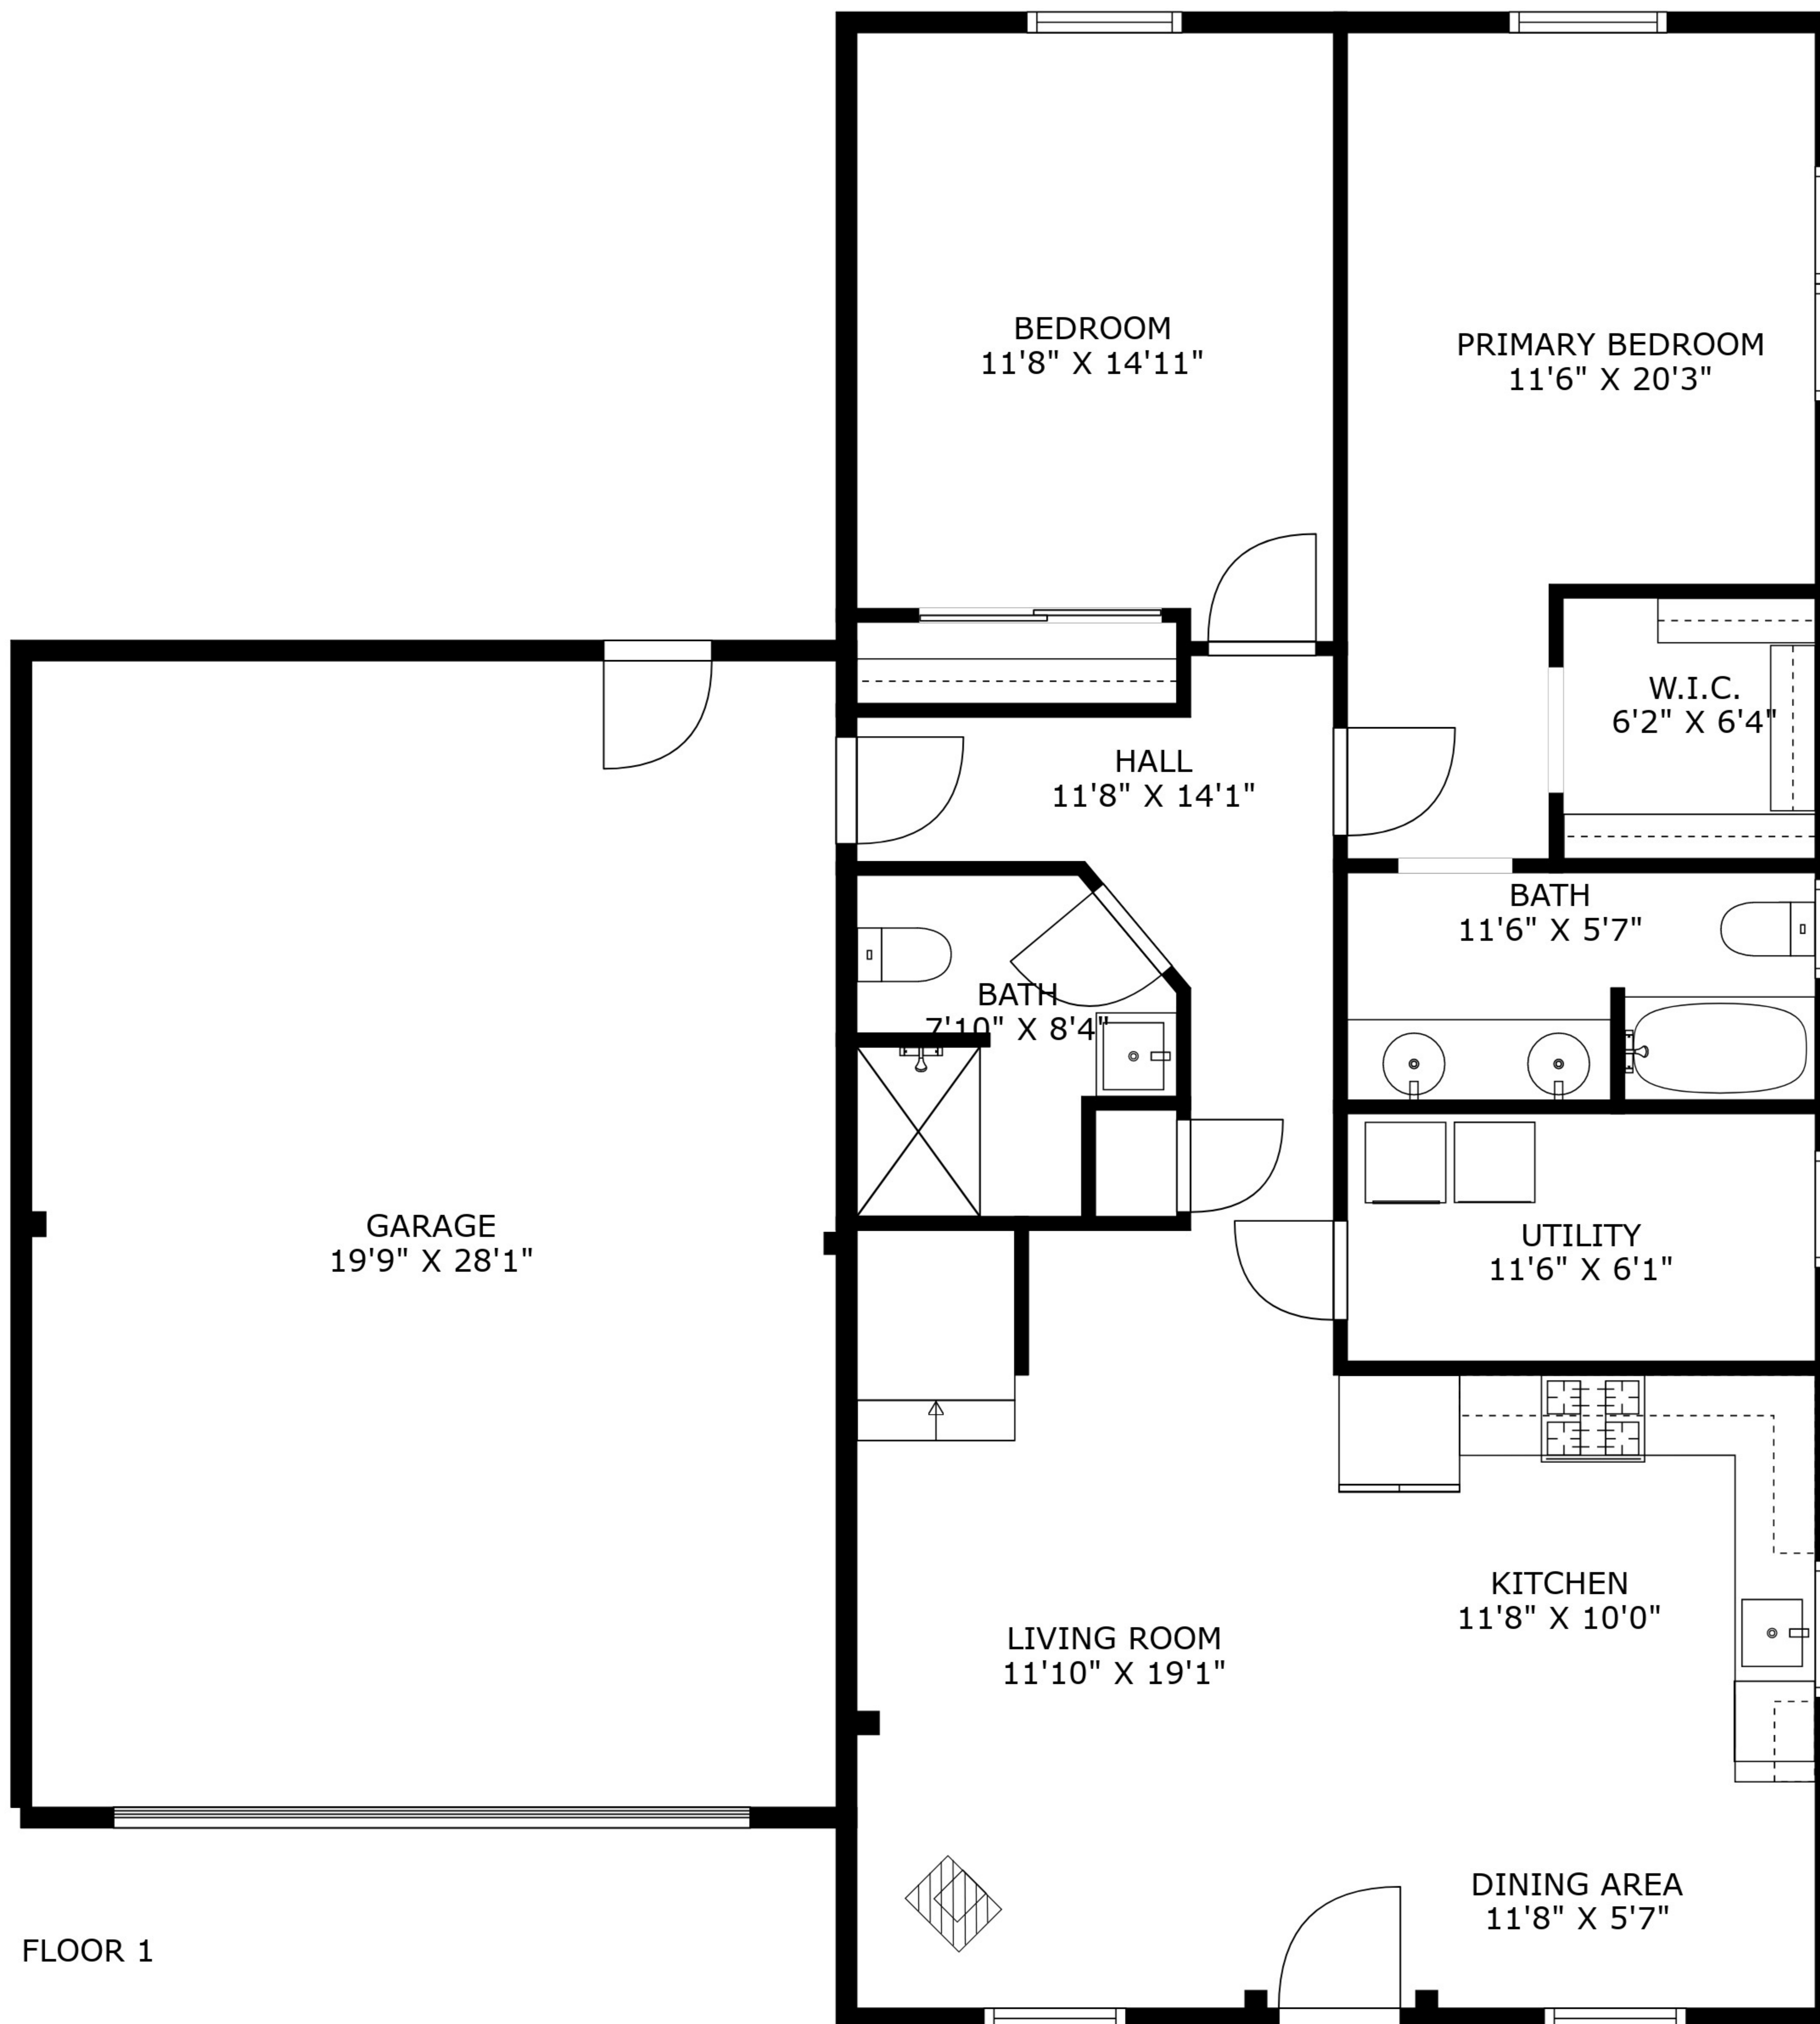 BEDROOM
11'8" X 14'11"
PRIMARY BEDROOM
11'6" X 20'3"
W.I.C.
6'2" X 6'4"
HALL
11'8" X 14'1"
BATH
11'6" X 5'7"
BATH
7'10" X 8'4"
GARAGE
19'9" X 28'1"
UTILITY
11'6" X 6'1"
KITCHEN
11'8" X 10'0"
LIVING ROOM
11'10" X 19'1"
DINING AREA
11'8" X 5'7"
FLOOR 1